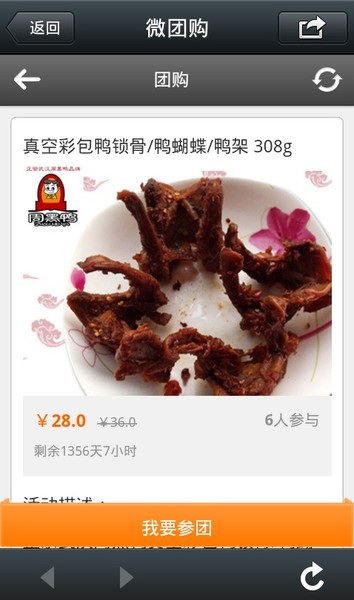 返回
微团购
团购
真空彩包鸭锁骨/鸭蝴蝶/鸭架 308g
周黑鸭
￥28.0 ￥36.0 6人参与
剩余1356天7小时
活动描述：
我要参团